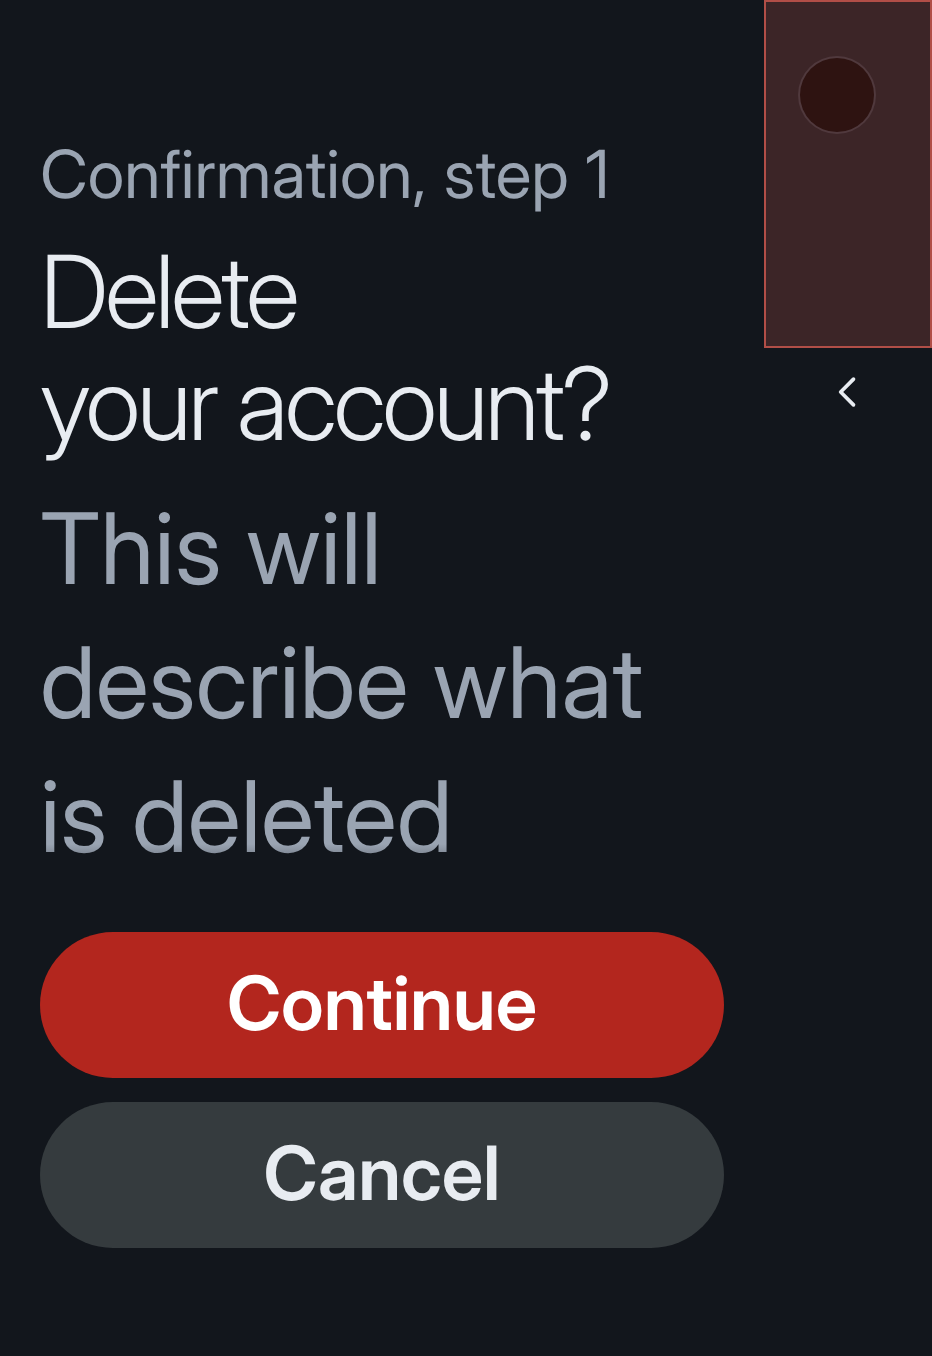 Confirmation, step 1
Delete
your account?
This will
describe what
is deleted
Continue
Cancel